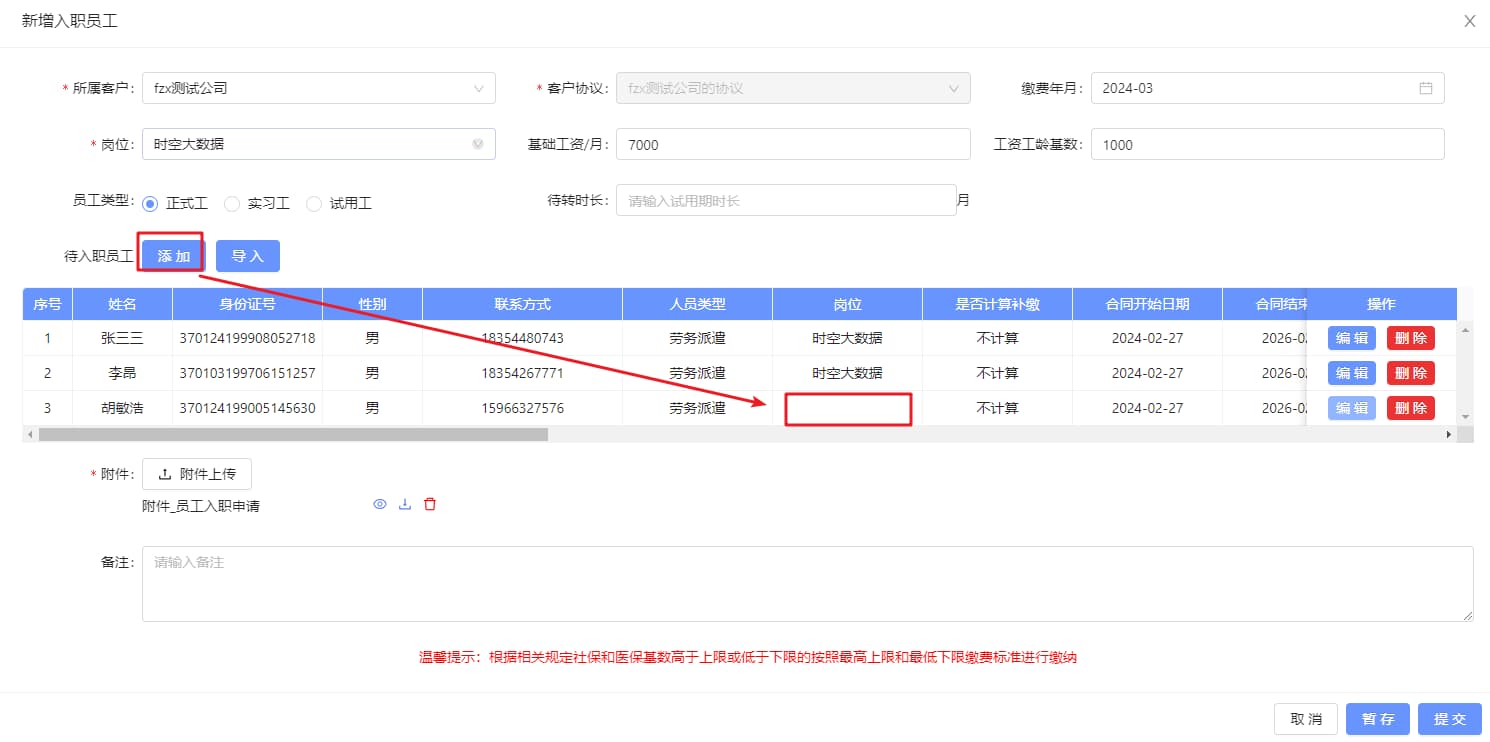 新增入职员工
* 所属客户: fzx测试公司 * 客户协议: fzx测试公司的协议 缴费年月: 2024-03
* 岗位: 时空大数据 基础工资/月: 7000 工资工龄基数: 1000
员工类型: 正式工 实习工 试用工 待转时长: 请输入试用期时长 月
待入职员工 添加 导入
序号 姓名 身份证号 性别 联系方式 人员类型 岗位 是否计算补缴 合同开始日期 合同结束 操作
1 张三三 370124199908052718 男 18354480743 劳务派遣 时空大数据 不计算 2024-02-27 2026-02 编辑 删除
2 李昂 370103199706151257 男 18354267771 劳务派遣 时空大数据 不计算 2024-02-27 2026-02 编辑 删除
3 胡敏浩 370124199005145630 男 15966327576 劳务派遣 不计算 2024-02-27 2026-02 编辑 删除
* 附件: 附件上传
附件_员工入职申请
备注: 请输入备注
温馨提示：根据相关规定社保和医保基数高于上限或低于下限的按照最高上限和最低下限缴费标准进行缴纳
取消 暂存 提交